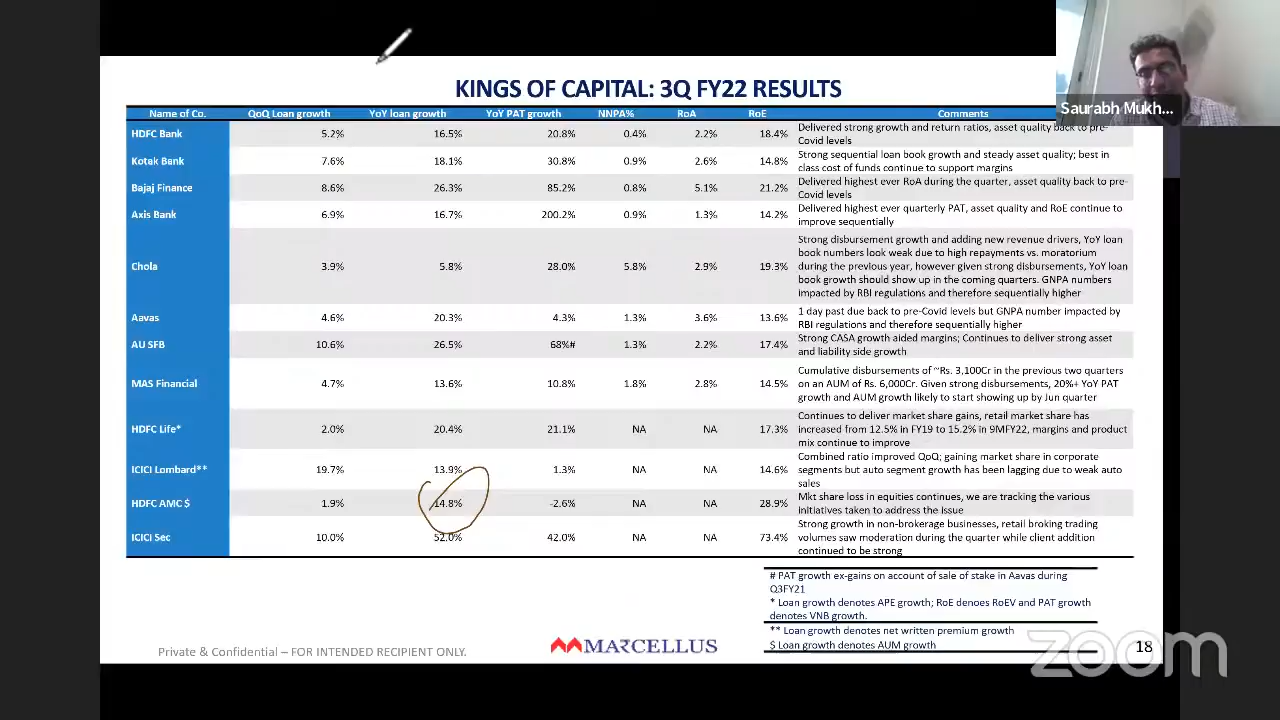 Saurabh Mukh...
KINGS OF CAPITAL: 3Q FY22 RESULTS
Name of Co. QoQ Loan growth YoY loan growth YoY PAT growth NNPA% RoA RoE Comments
HDFC Bank 5.2% 16.5% 20.8% 0.4% 2.2% 18.4% Delivered strong growth and return ratios, asset quality back to pre-
Covid levels
Kotak Bank 7.6% 18.1% 30.8% 0.9% 2.6% 14.8% Strong sequential loan book growth and steady asset quality; best in
class cost of funds continue to support margins
Bajaj Finance 8.6% 26.3% 85.2% 0.8% 5.1% 21.2% Delivered highest ever RoA during the quarter, asset quality back to pre-
Covid levels
Axis Bank 6.9% 16.7% 200.2% 0.9% 1.3% 14.2% Delivered highest ever quarterly PAT, asset quality and RoE continue to
improve sequentially
Chola 3.9% 5.8% 28.0% 5.8% 2.9% 19.3% Strong disbursement growth and adding new revenue drivers, YoY loan
book numbers look weak due to high repayments vs. moratorium
during the previous year, however given strong disbursements, YoY loan
book growth should show up in the coming quarters. GNPA numbers
impacted by RBI regulations and therefore sequentially higher
Aavas 4.6% 20.3% 4.3% 1.3% 3.6% 13.6% 1 day past due back to pre-Covid levels but GNPA number impacted by
RBI regulations and therefore sequentially higher
AU SFB 10.6% 26.5% 68%# 1.3% 2.2% 17.4% Strong CASA growth aided margins; Continues to deliver strong asset
and liability side growth
MAS Financial 4.7% 13.6% 10.8% 1.8% 2.8% 14.5% Cumulative disbursements of ~Rs. 3,100Cr in the previous two quarters
on an AUM of Rs. 6,000Cr. Given strong disbursements, 20%+ YoY PAT
growth and AUM growth likely to start showing up by Jun quarter
HDFC Life* 2.0% 20.4% 21.1% NA NA 17.3% Continues to deliver market share gains, retail market share has
increased from 12.5% in FY19 to 15.2% in 9MFY22, margins and product
mix continue to improve
ICICI Lombard** 19.7% 13.9% 1.3% NA NA 14.6% Combined ratio improved QoQ; gaining market share in corporate
segments but auto segment growth has been lagging due to weak auto
sales
HDFC AMC $ 1.9% 14.8% -2.6% NA NA 28.9% Mkt share loss in equities continues, we are tracking the various
initiatives taken to address the issue
ICICI Sec 10.0% 52.0% 42.0% NA NA 73.4% Strong growth in non-brokerage businesses, retail broking trading
volumes saw moderation during the quarter while client addition
continued to be strong
# PAT growth ex-gains on account of sale of stake in Aavas during
Q3FY21
* Loan growth denotes APE growth; RoE denoes RoEV and PAT growth
denotes VNB growth.
** Loan growth denotes net written premium growth
$ Loan growth denotes AUM growth
Private & Confidential – FOR INTENDED RECIPIENT ONLY.
MARCELLUS
18
zoom